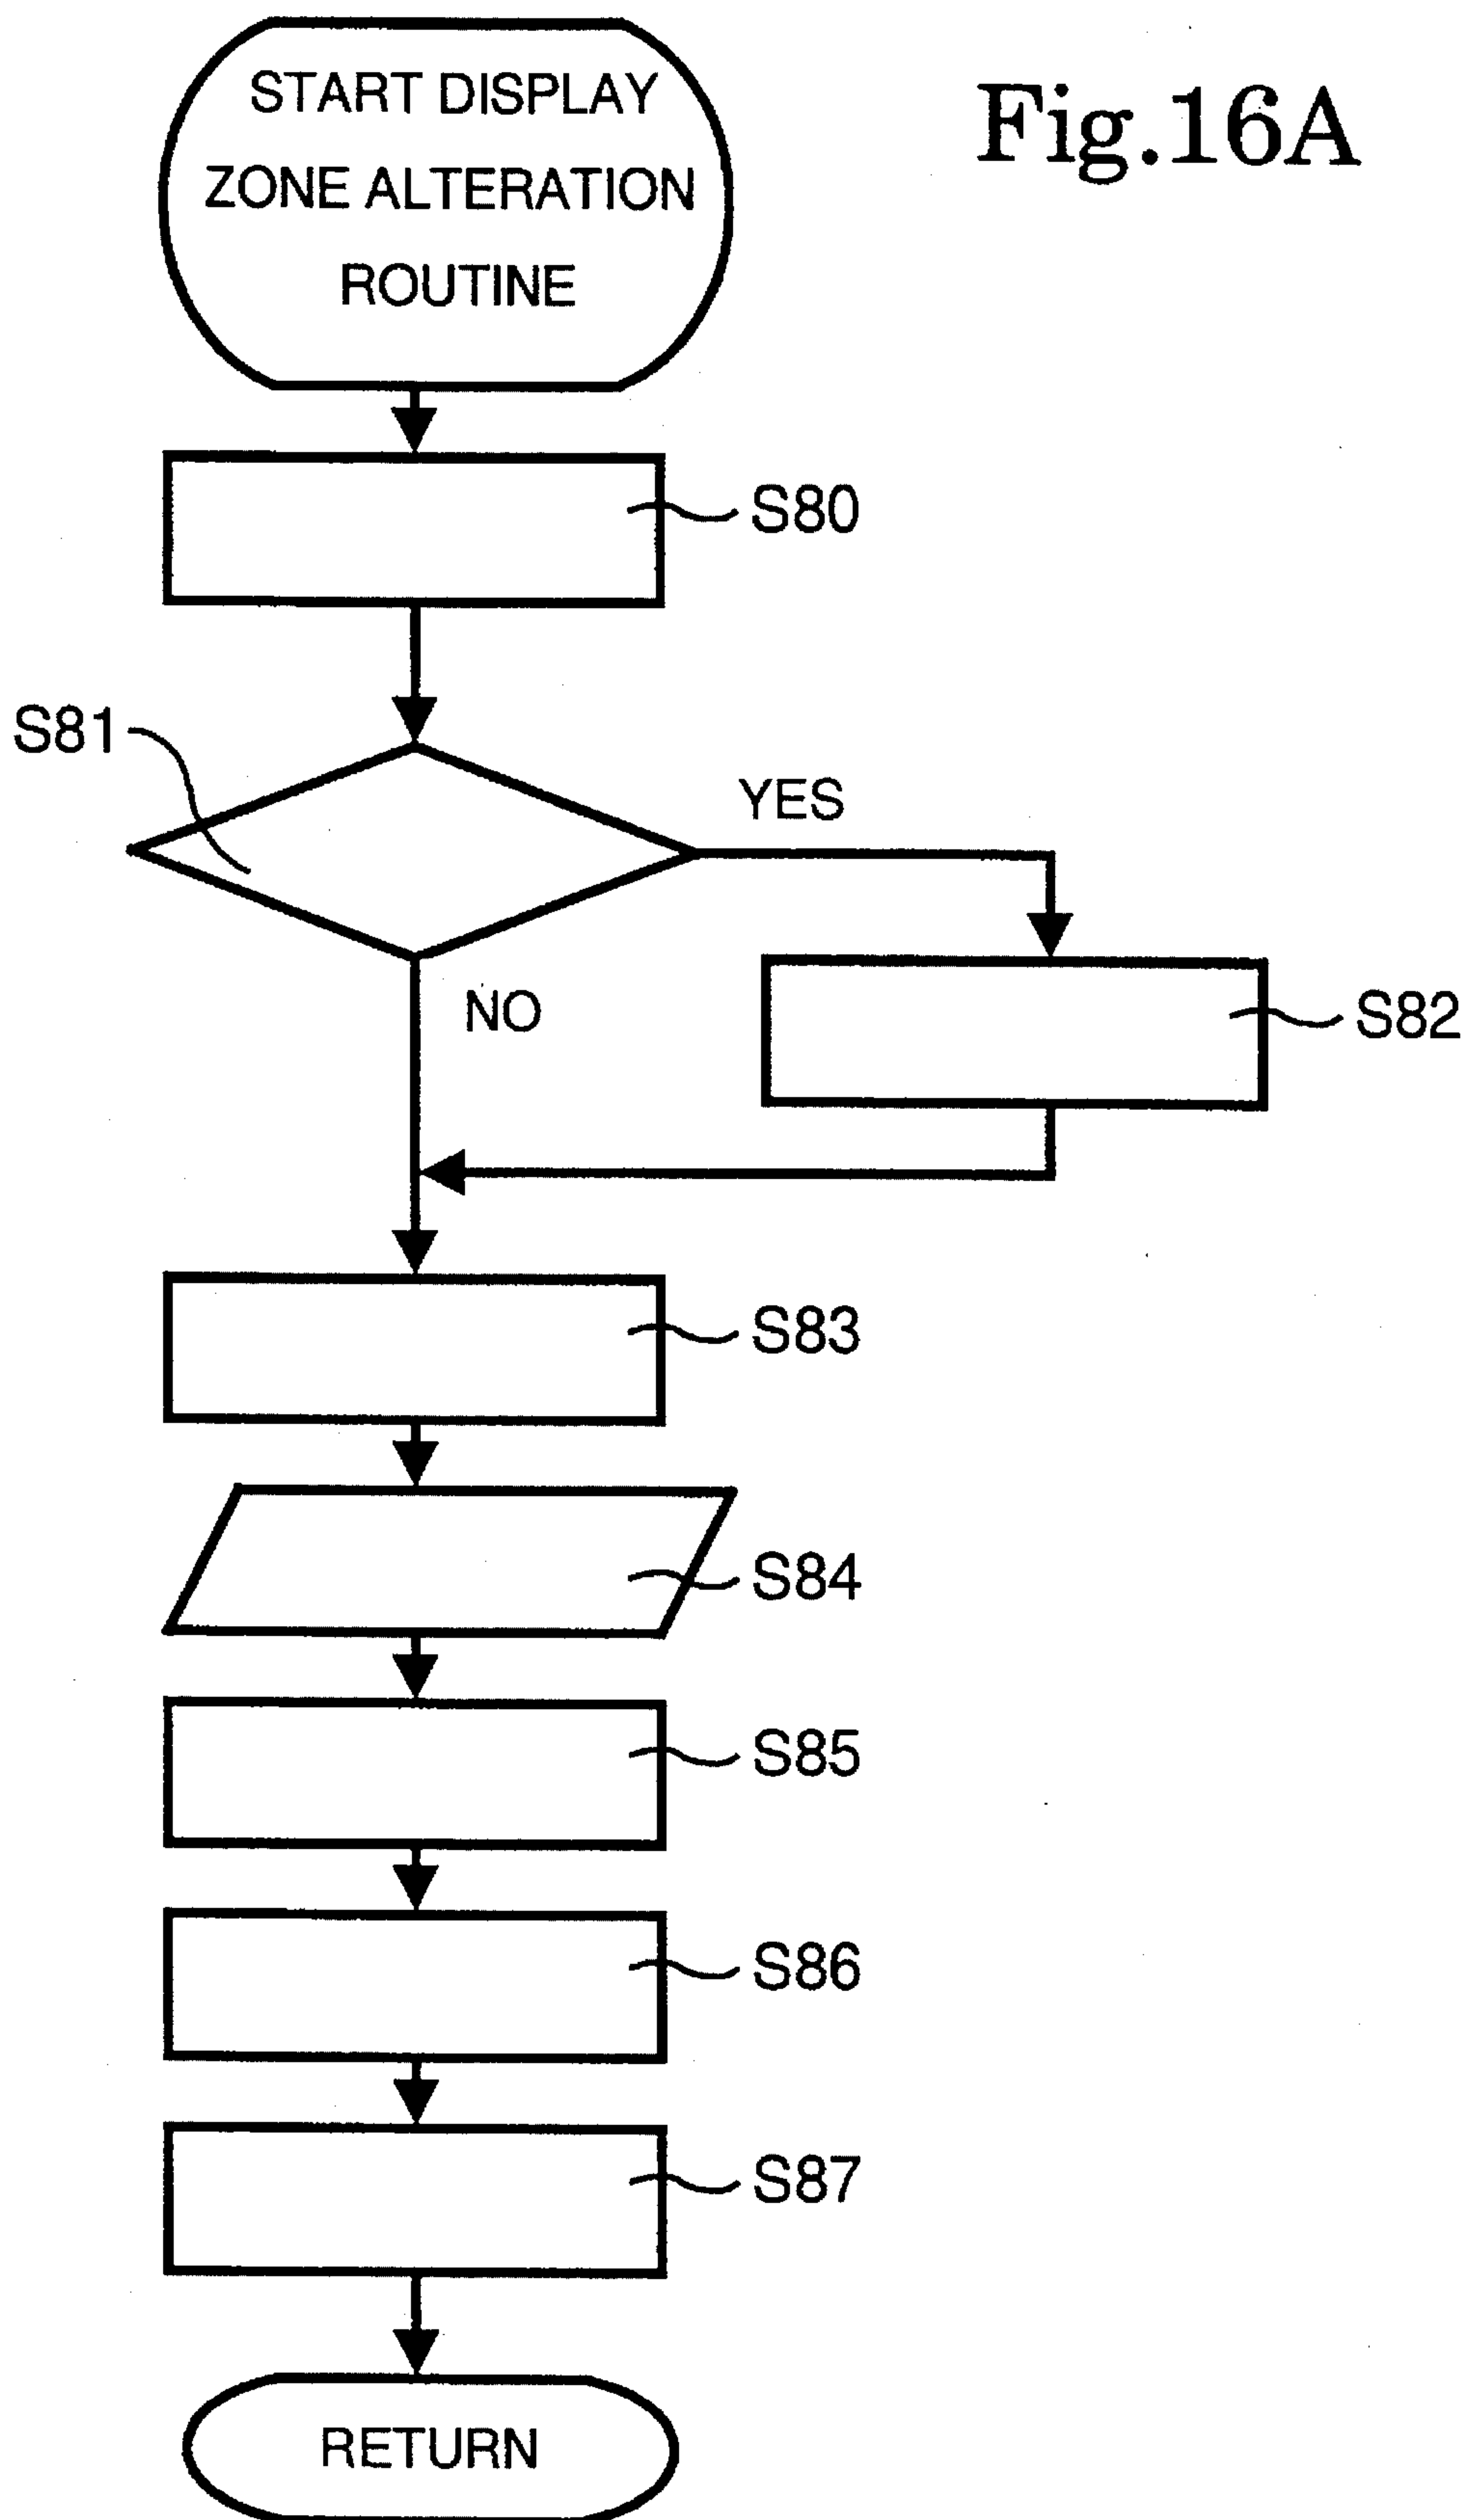 Fig.16A
START DISPLAY
ZONE ALTERATION
ROUTINE
S80
S81
YES
NO
S82
S83
S84
S85
S86
S87
RETURN